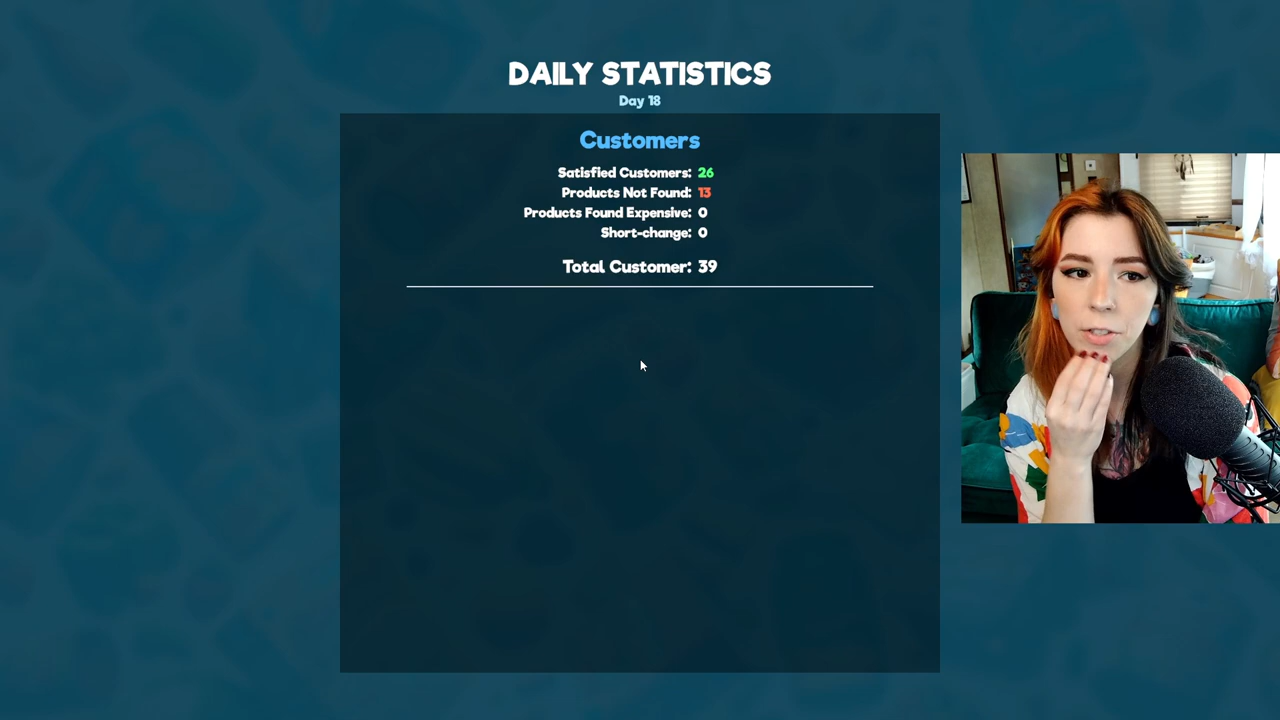 DAILY STATISTICS
Day 18
Customers
Satisfied Customers: 26
Products Not Found: 13
Products Found Expensive: 0
Short-change: 0
Total Customer: 39